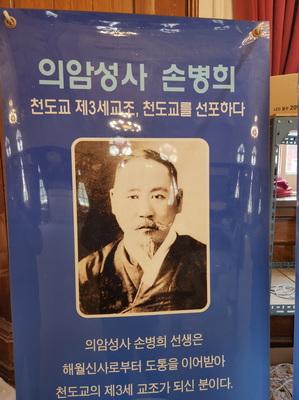 의암성사 손병희
천도교 제3세교조, 천도교를 선포하다
의암성사 손병희 선생은
해월신사로부터 도통을 이어받아
천도교의 제3세 교조가 되신 분이다.